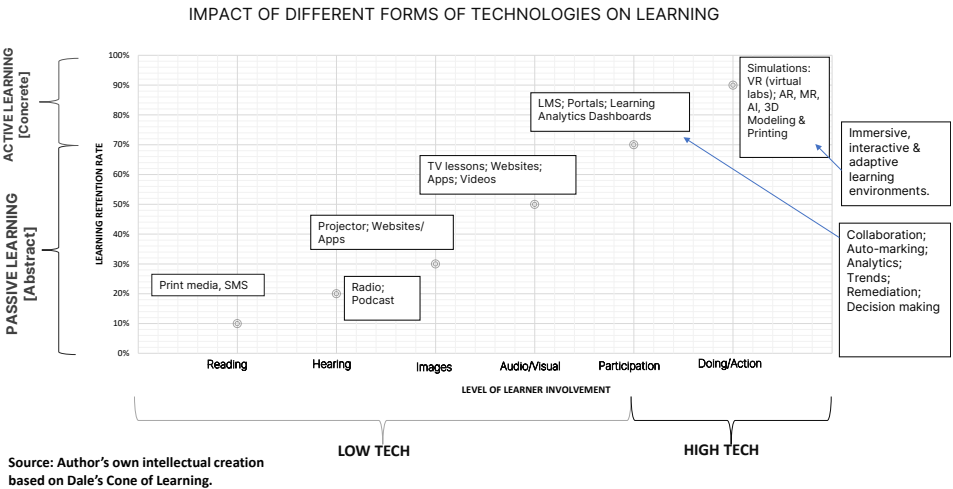 IMPACT OF DIFFERENT FORMS OF TECHNOLOGIES ON LEARNING
ACTIVE LEARNING
[Concrete]
PASSIVE LEARNING
[Abstract]
LEARNING RETENTION RATE
100%
90%
80%
70%
60%
50%
40%
30%
20%
10%
0%
Print media, SMS
Radio;
Podcast
Projector; Websites/
Apps
TV lessons; Websites;
Apps; Videos
LMS; Portals; Learning
Analytics Dashboards
Simulations:
VR (virtual
labs); AR, MR,
AI, 3D
Modeling &
Printing
Immersive,
interactive &
adaptive
learning
environments.
Collaboration;
Auto-marking;
Analytics;
Trends;
Remediation;
Decision making
Reading
Hearing
Images
Audio/Visual
Participation
Doing/Action
LEVEL OF LEARNER INVOLVEMENT
LOW TECH
HIGH TECH
Source: Author's own intellectual creation
based on Dale's Cone of Learning.